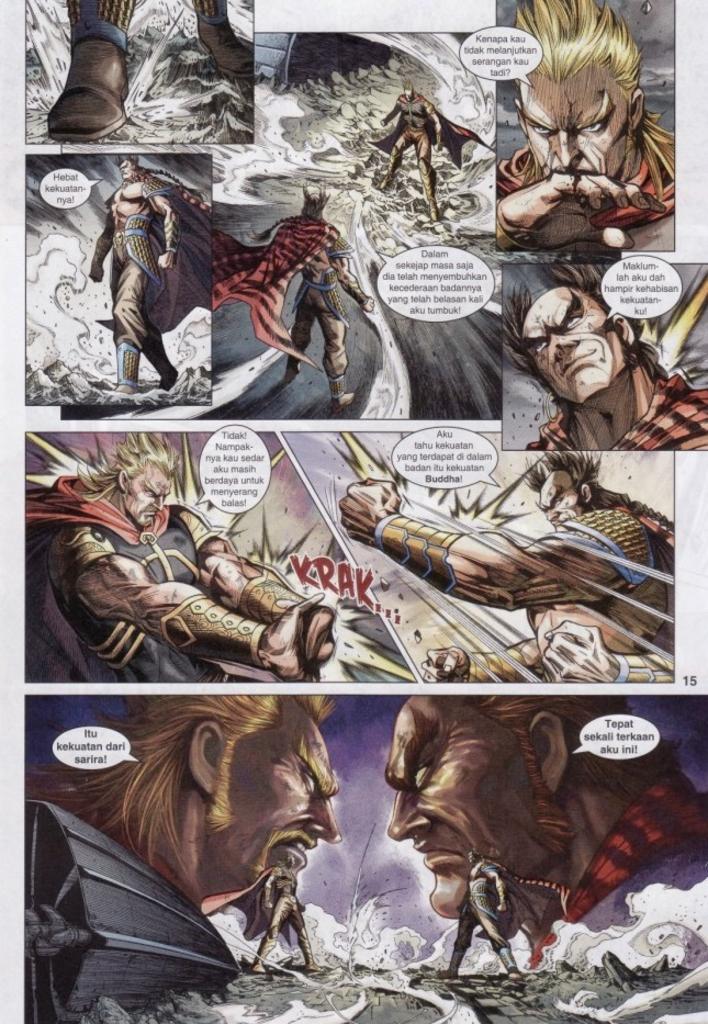 Kenapa kau
tidak melanjutkan
serangan kau
tadi?
Hebat
kekuatan-
nya!
Dalam
sekejap masa saja
dia telah menyembuhkan
kecederaan badannya
yang telah belasan kali
aku tumbuk!
Maklum-
lah aku dah
hampir kehabisan
kekuatan-
ku!
Tidak!
Nampak-
nya kau sedar
aku masih
berdaya untuk
menyerang
balas!
KRAK...
Aku
tahu kekuatan
yang terdapat di dalam
badan itu kekuatan
Buddha!
15
Itu
kekuatan dari
sarira!
Tepat
sekali terkaan
aku ini!